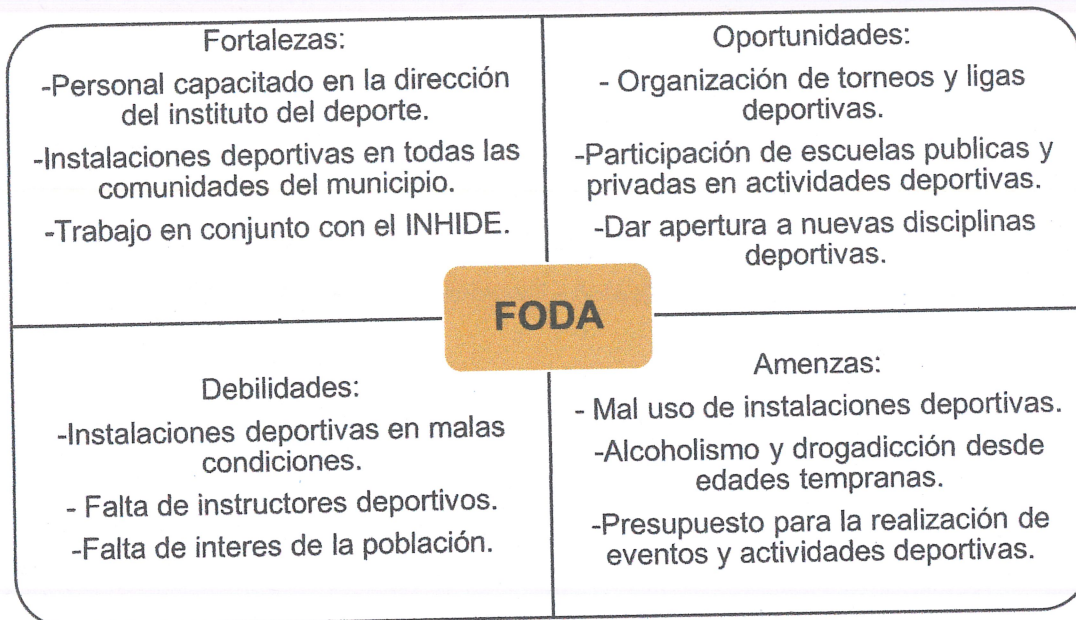 Fortalezas:
-Personal capacitado en la dirección
del instituto del deporte.
-Instalaciones deportivas en todas las
comunidades del municipio.
-Trabajo en conjunto con el INHIDE.
Oportunidades:
- Organización de torneos y ligas
deportivas.
-Participación de escuelas publicas y
privadas en actividades deportivas.
-Dar apertura a nuevas disciplinas
deportivas.
FODA
Debilidades:
-Instalaciones deportivas en malas
condiciones.
- Falta de instructores deportivos.
-Falta de interes de la población.
Amenzas:
- Mal uso de instalaciones deportivas.
-Alcoholismo y drogadicción desde
edades tempranas.
-Presupuesto para la realización de
eventos y actividades deportivas.